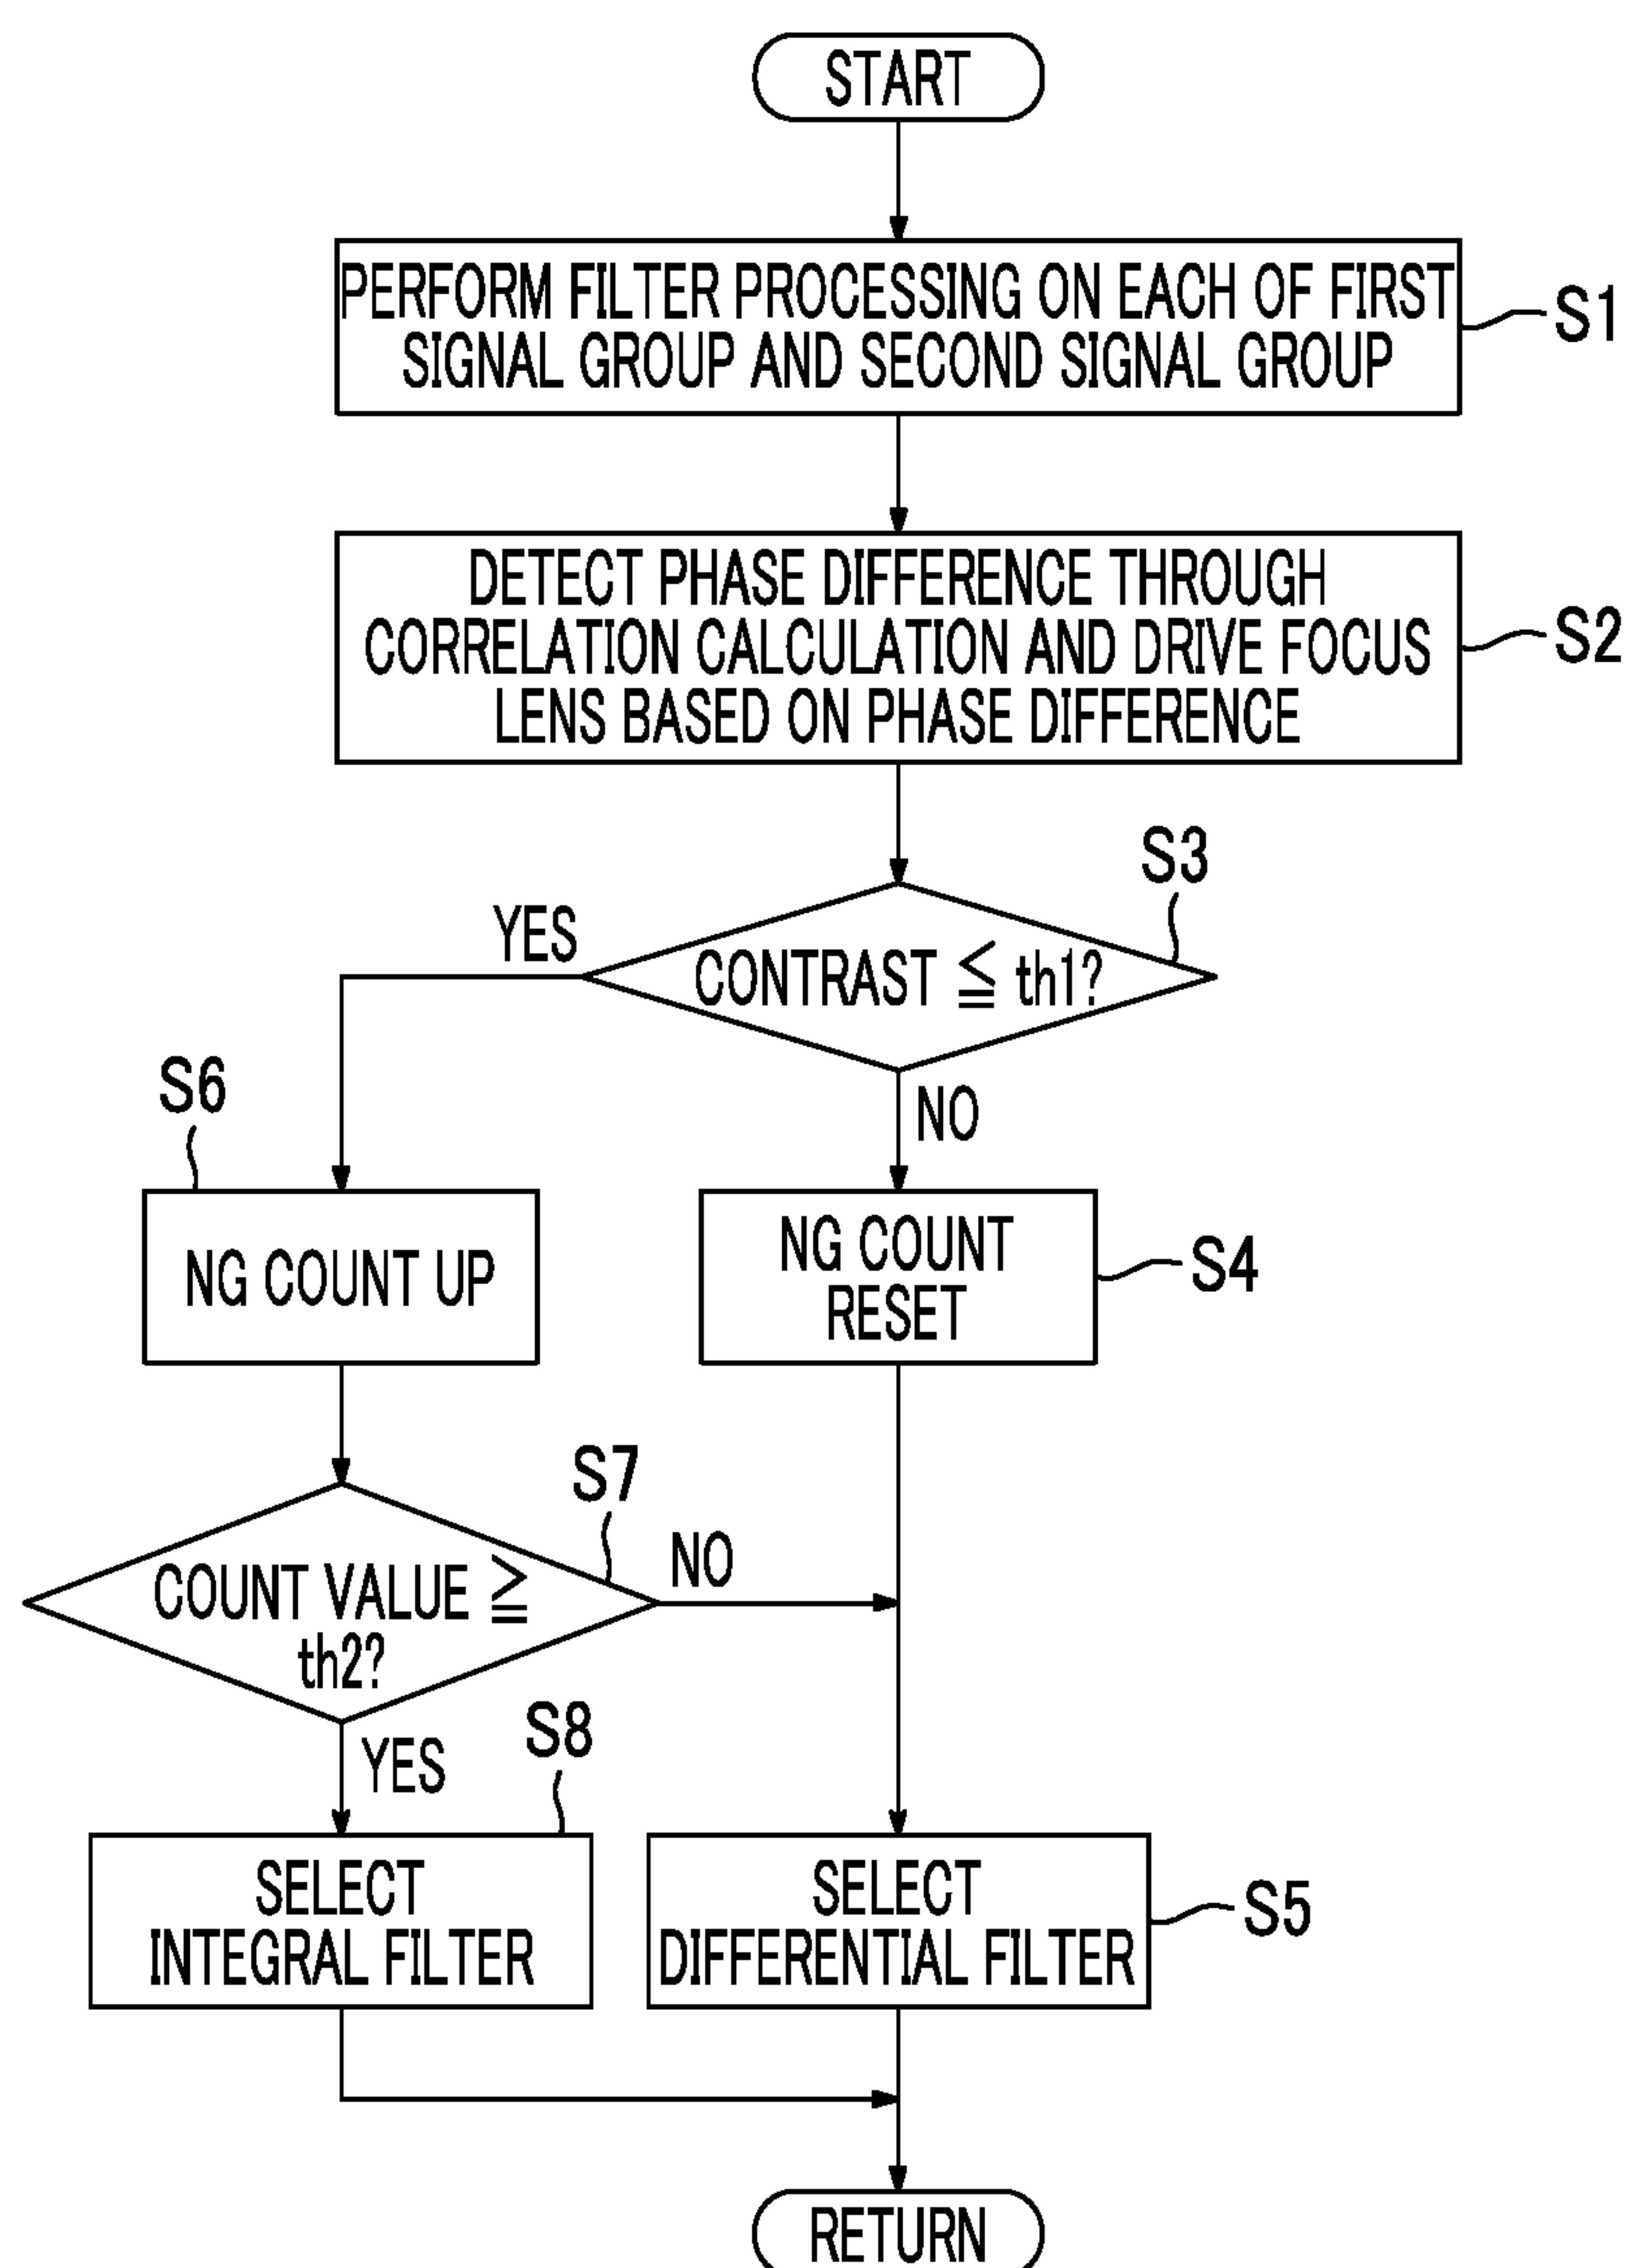 START
PERFORM FILTER PROCESSING ON EACH OF FIRST
SIGNAL GROUP AND SECOND SIGNAL GROUP
S1
DETECT PHASE DIFFERENCE THROUGH
CORRELATION CALCULATION AND DRIVE FOCUS
LENS BASED ON PHASE DIFFERENCE
S2
S3
YES
CONTRAST ≦ th1?
NO
S6
NG COUNT UP
NG COUNT
RESET
S4
S7
COUNT VALUE ≧
th2?
NO
YES
S8
SELECT
INTEGRAL FILTER
SELECT
DIFFERENTIAL FILTER
S5
RETURN